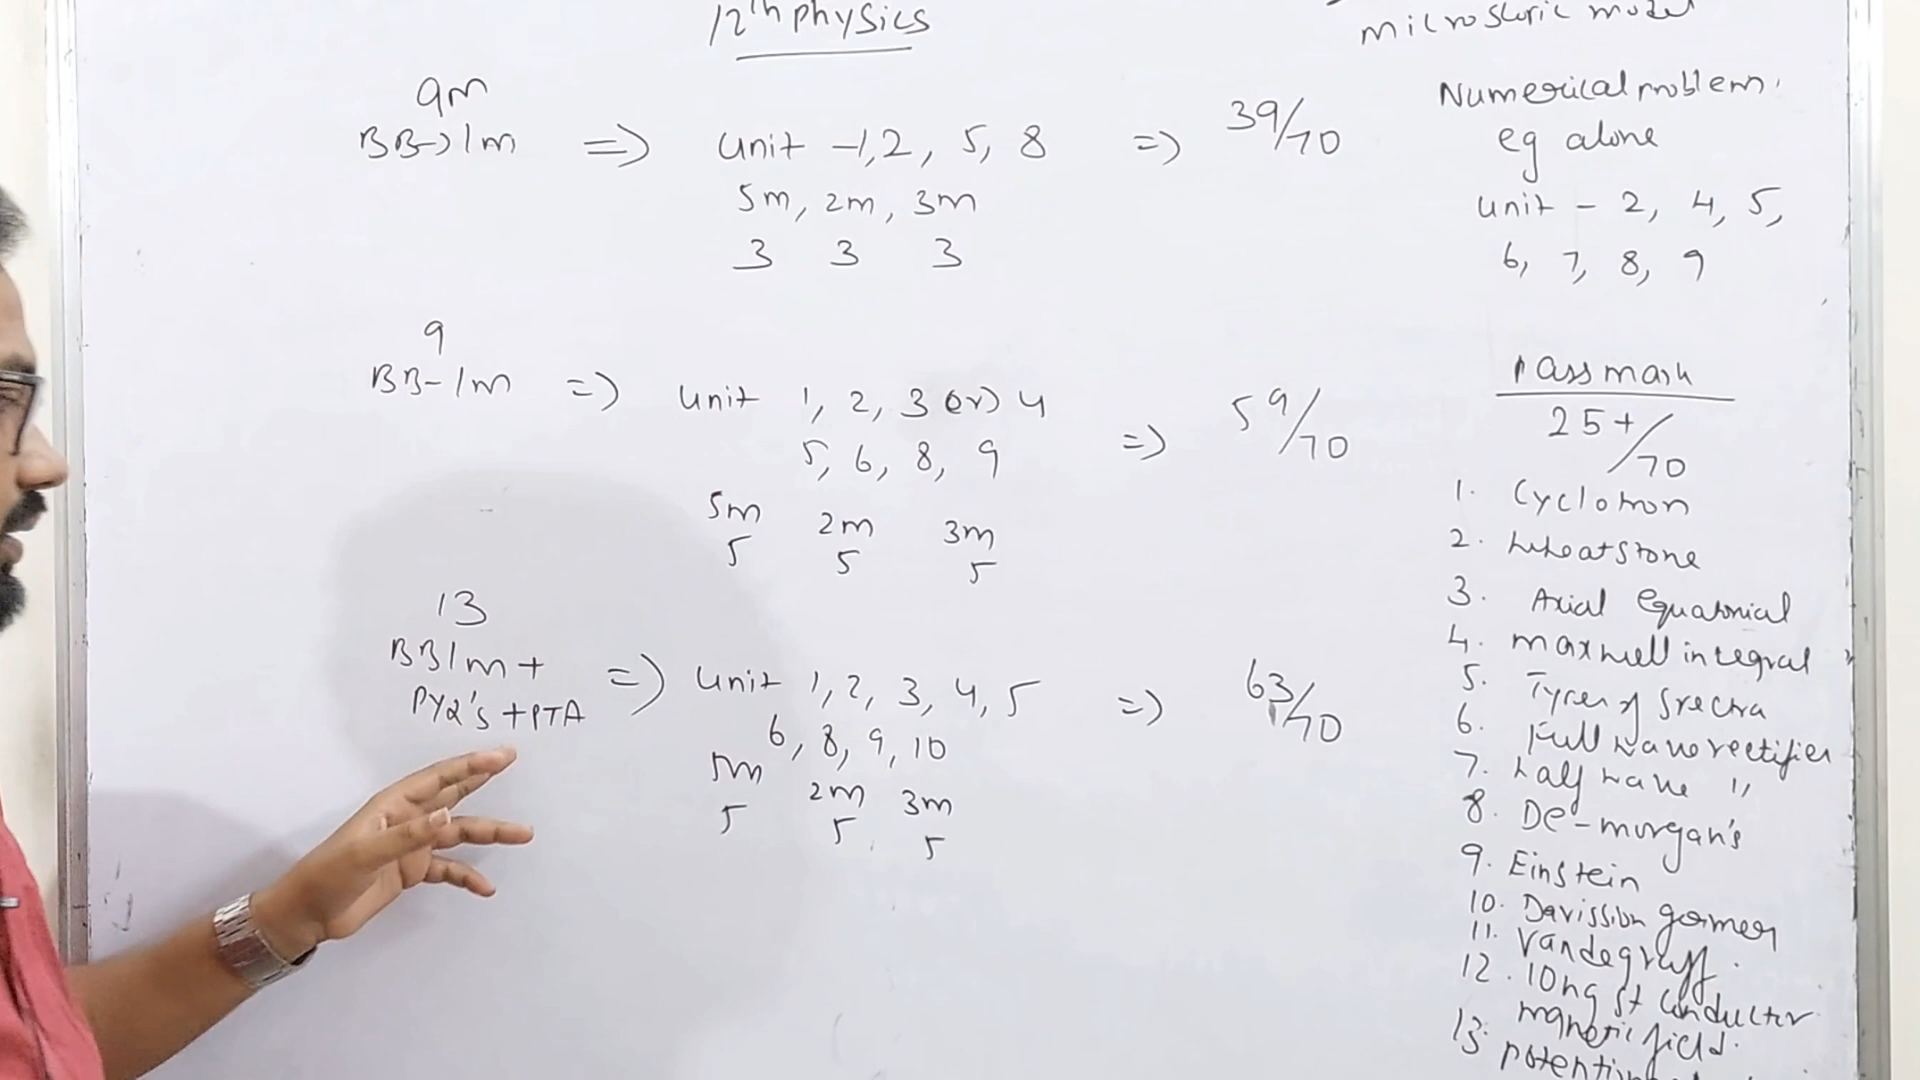 12th physics
9m
BB->1m => unit -1,2, 5, 8 => 39/70
5m, 2m, 3m
3 3 3
9
BB-1m => unit 1, 2, 3 (or) 4
5, 6, 8, 9 => 59/70
5m 2m 3m
5 5 5
13
BB1m +
PYQ's +PTA => unit 1, 2, 3, 4, 5 => 63/70
6, 8, 9, 10
5m 2m 3m
5 5 5
microscopic model
Numerical problem.
eg alone
unit - 2, 4, 5,
6, 7, 8, 9
Pass mark
25+/70
1. Cyclotron
2. Wheatstone
3. Axial Equatorial
4. maxwell integral
5. Types of Spectra
6. Full wave rectifier
7. half wave "
8. De-morgan's
9. Einstein
10. Davission germer
11. Vandegraff.
12. long st conductor
magnetic field.
13.